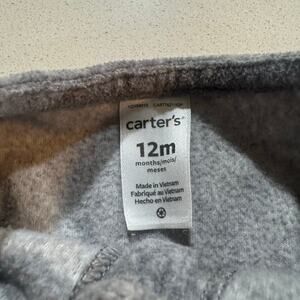 carter's
12m
months/mois/
meses
Made in Vietnam
Fabriqué au Vietnam
Hecho en Vietnam